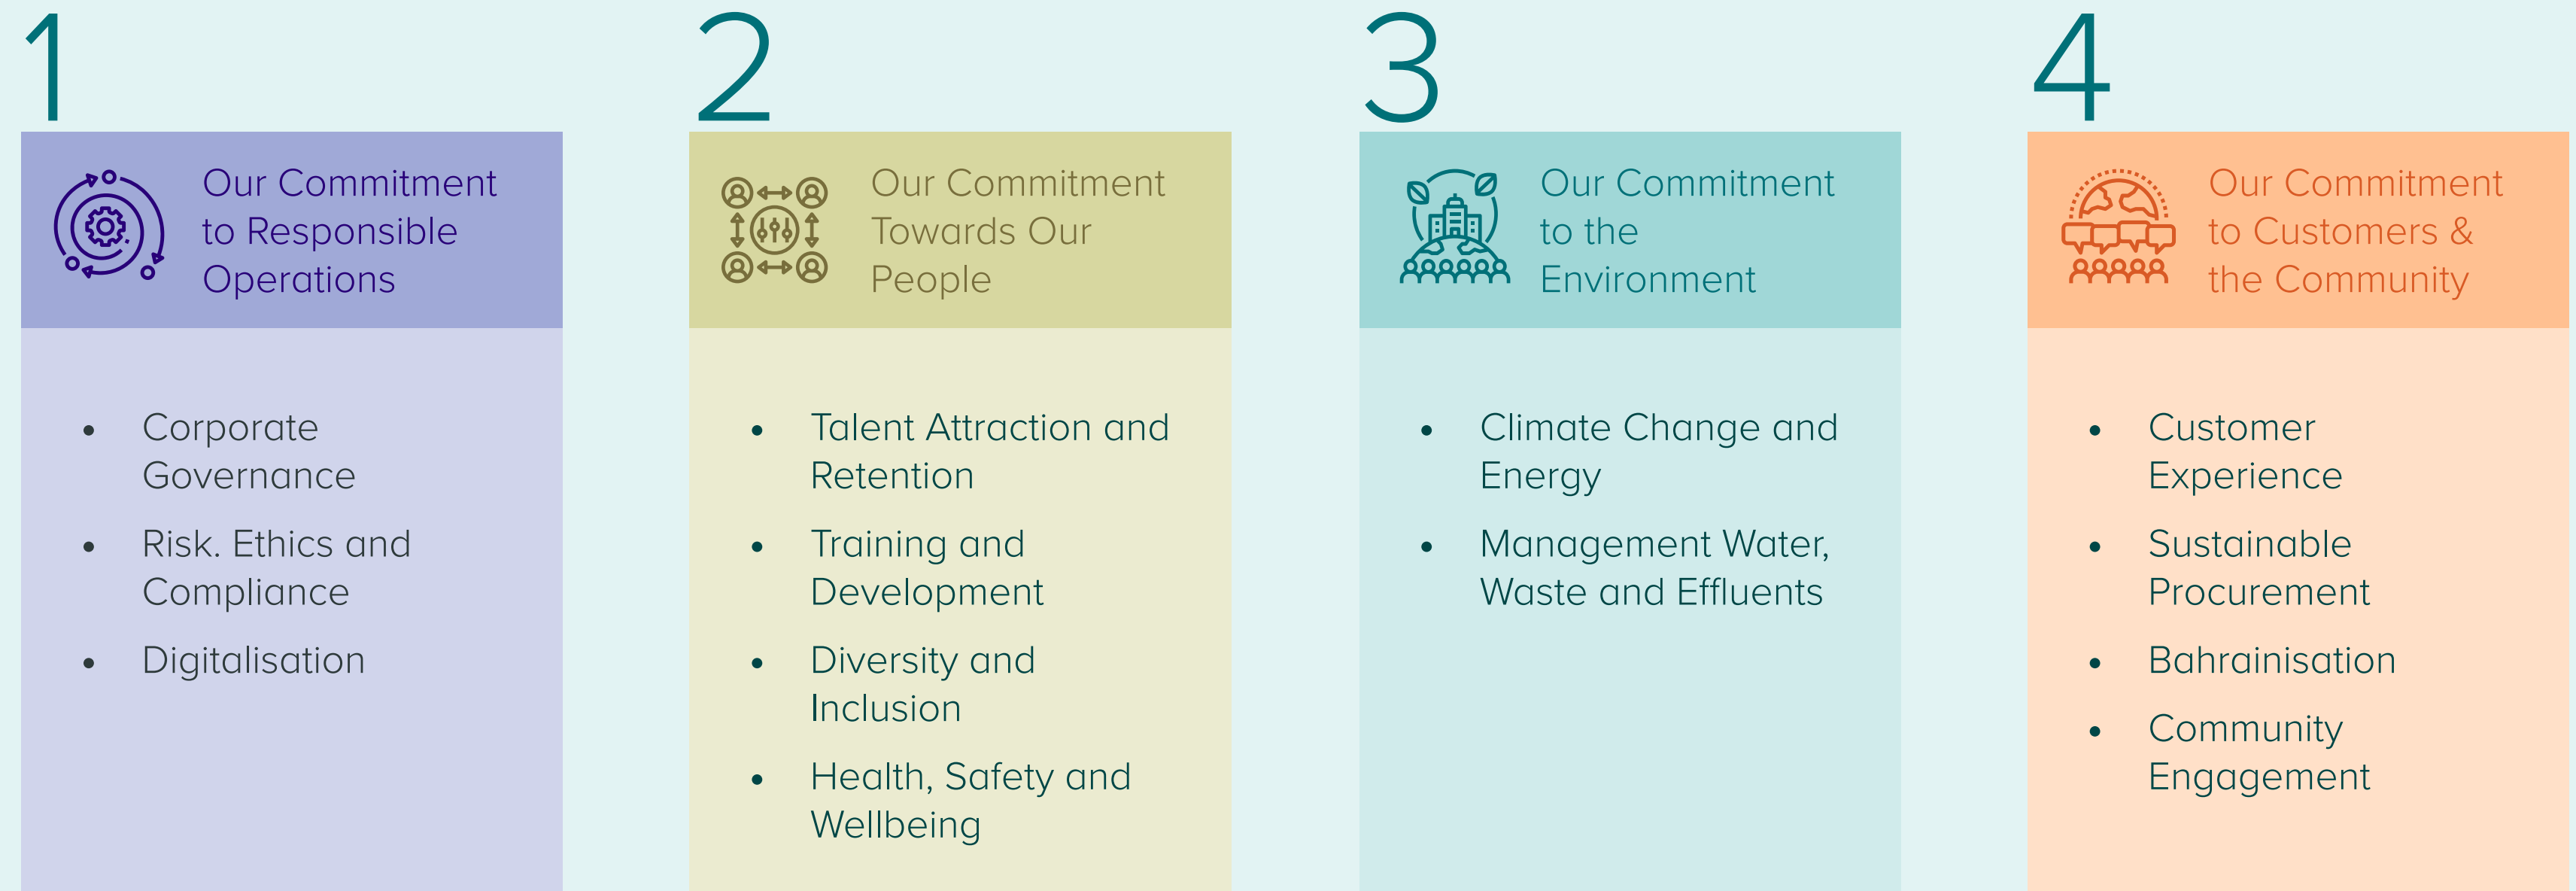 1
Our Commitment
to Responsible
Operations
• Corporate
Governance
• Risk. Ethics and
Compliance
• Digitalisation
2
Our Commitment
Towards Our
People
• Talent Attraction and
Retention
• Training and
Development
• Diversity and
Inclusion
• Health, Safety and
Wellbeing
3
Our Commitment
to the
Environment
• Climate Change and
Energy
• Management Water,
Waste and Effluents
4
Our Commitment
to Customers &
the Community
• Customer
Experience
• Sustainable
Procurement
• Bahrainisation
• Community
Engagement